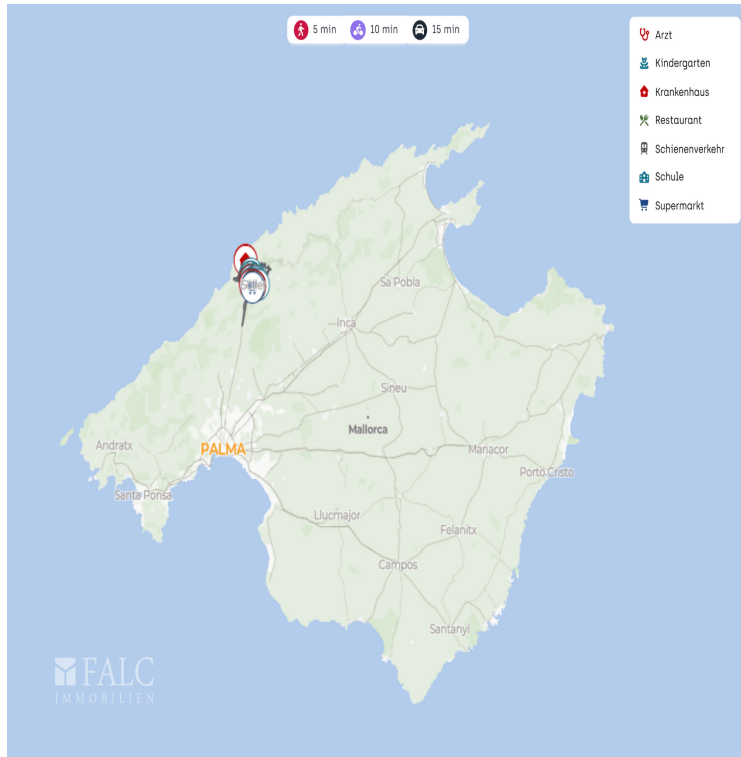 5 min
10 min
15 min
Arzt
Kindergarten
Krankenhaus
Restaurant
Schienenverkehr
Schule
Supermarkt
Sa Pobla
Inca
Sineu
Mallorca
Andratx
PALMA
Manacor
Porto Cristo
Santa Ponsa
Llucmajor
Felanitx
Campos
Santanyi
FALC
IMMOBILIEN